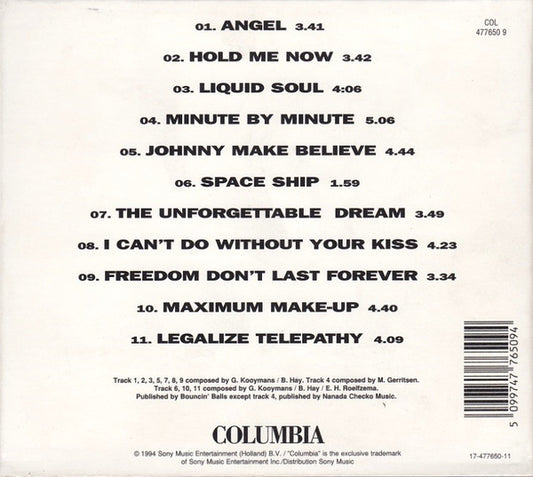 01. ANGEL 3.41
COL
477650 9
02. HOLD ME NOW 3.42
03. LIQUID SOUL 4:06
04. MINUTE BY MINUTE 5.06
05. JOHNNY MAKE BELIEVE 4.44
06. SPACE SHIP 1.59
07. THE UNFORGETTABLE DREAM 3.49
08. I CAN'T DO WITHOUT YOUR KISS 4.23
09. FREEDOM DON'T LAST FOREVER 3.34
10. MAXIMUM MAKE-UP 4.40
11. LEGALIZE TELEPATHY 4.09
5 099747 765094
Track 1, 2, 3, 5, 7, 8, 9 composed by G. Kooymans / B. Hay. Track 4 composed by M. Gerritsen.
Track 6, 10, 11 composed by G. Kooymans / B. Hay / E. H. Roelfzema.
Published by Bouncin' Balls except track 4, published by Nanada Checko Music.
COLUMBIA
© 1994 Sony Music Entertainment (Holland) B.V. / "Columbia" is the exclusive trademark
of Sony Music Entertainment Inc./Distribution Sony Music
17-477650-11